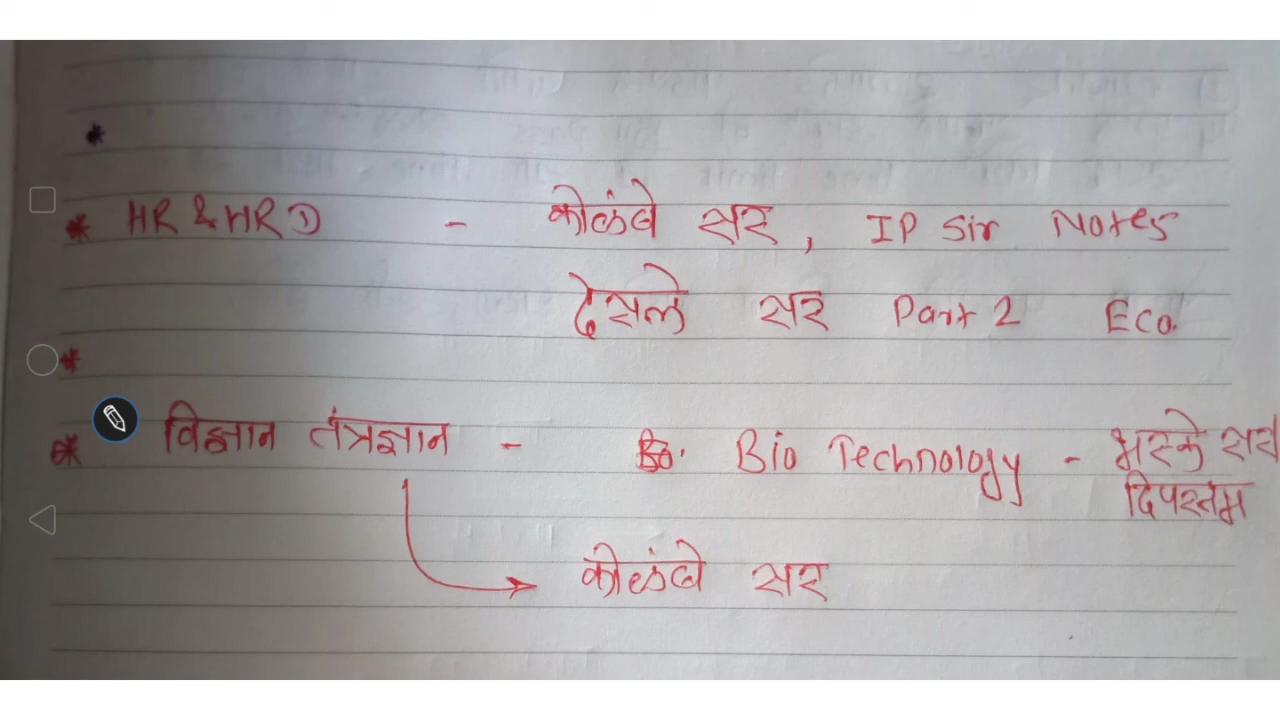 * HR & HRD - कोळंबे सर, IP Sir Notes
देसले सर Part 2 Eco.
* विज्ञान तंत्रज्ञान - Bio Technology - भस्के सर
दिपस्तंभ
कोळंबे सर